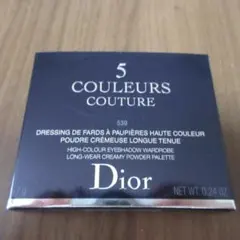 5
COULEURS
COUTURE
539
DRESSING DE FARDS À PAUPIÈRES HAUTE COULEUR
POUDRE CRÉMEUSE LONGUE TENUE
HIGH-COLOUR EYESHADOW WARDROBE
LONG-WEAR CREAMY POWDER PALETTE
Dior
NET WT. 0.24 OZ